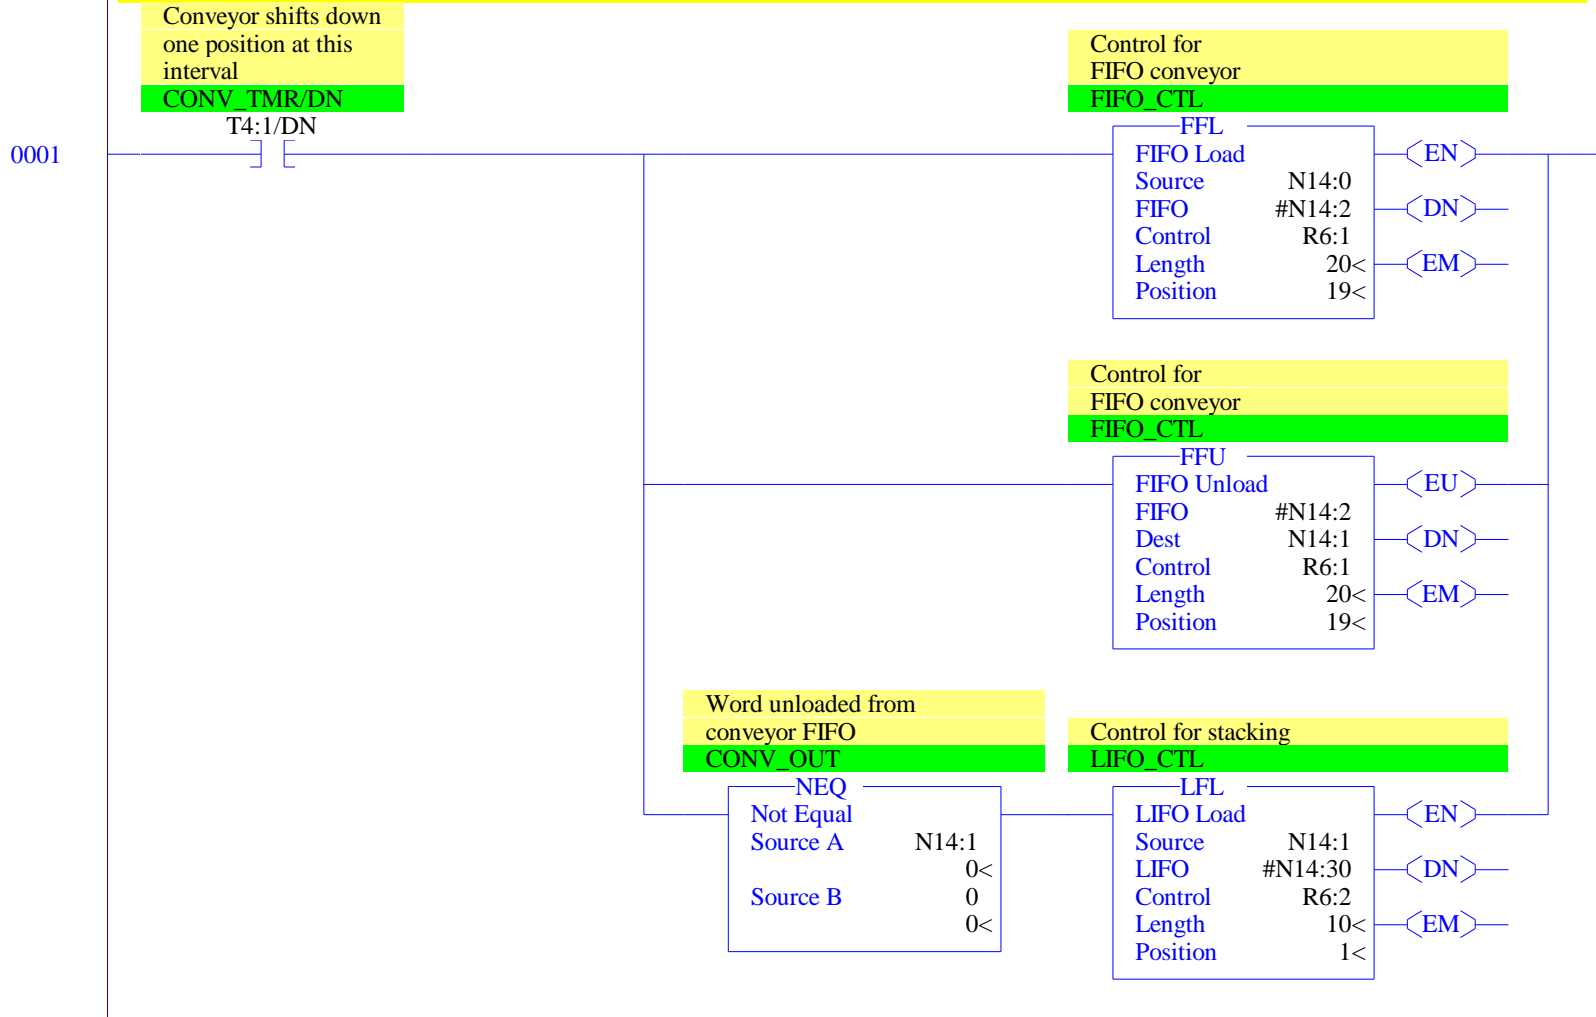 Conveyor shifts down
one position at this
interval
CONV_TMR/DN
T4:1/DN
0001
Control for
FIFO conveyor
FIFO_CTL
FFL
FIFO Load
Source N14:0
FIFO #N14:2
Control R6:1
Length 20<
Position 19<
EN
DN
EM
Control for
FIFO conveyor
FIFO_CTL
FFU
FIFO Unload
FIFO #N14:2
Dest N14:1
Control R6:1
Length 20<
Position 19<
EU
DN
EM
Word unloaded from
conveyor FIFO
CONV_OUT
NEQ
Not Equal
Source A N14:1
0<
Source B 0
0<
Control for stacking
LIFO_CTL
LFL
LIFO Load
Source N14:1
LIFO #N14:30
Control R6:2
Length 10<
Position 1<
EN
DN
EM